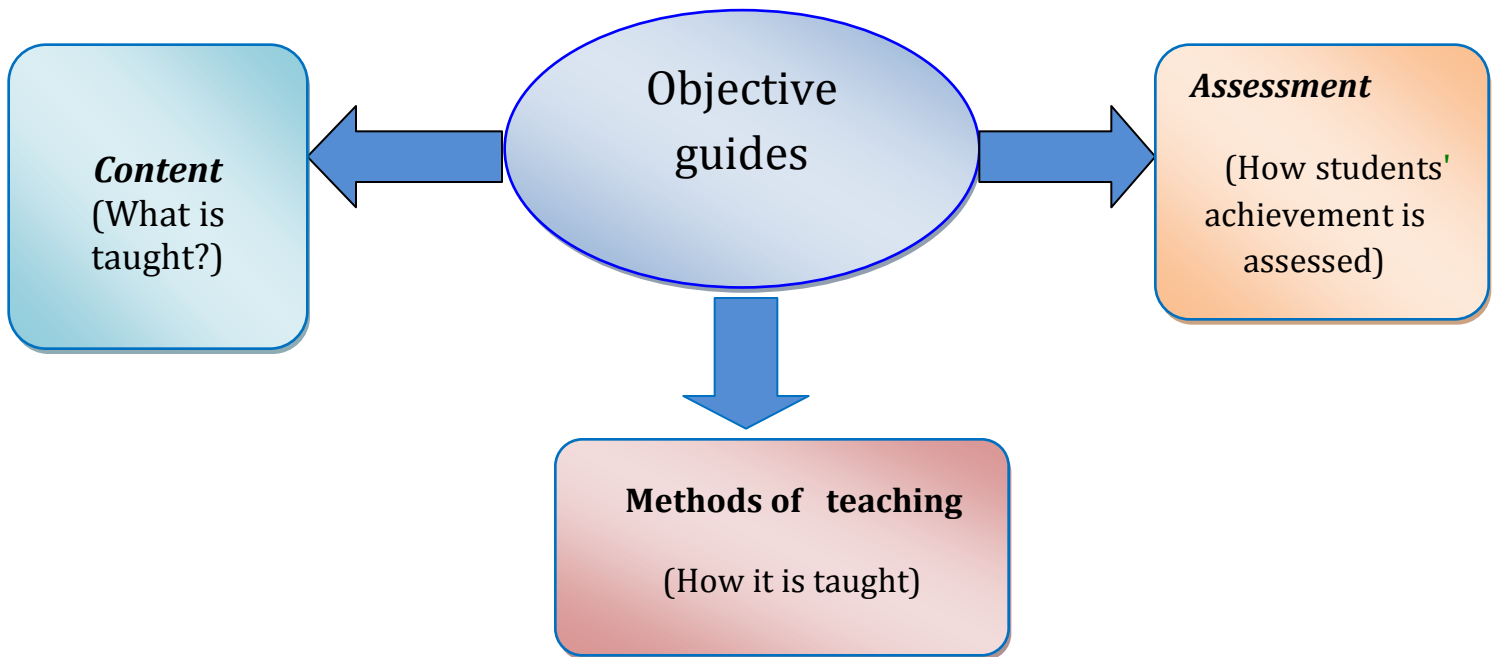 Objective
guides
Content
(What is
taught?)
Assessment
(How students'
achievement is
assessed)
Methods of teaching
(How it is taught)